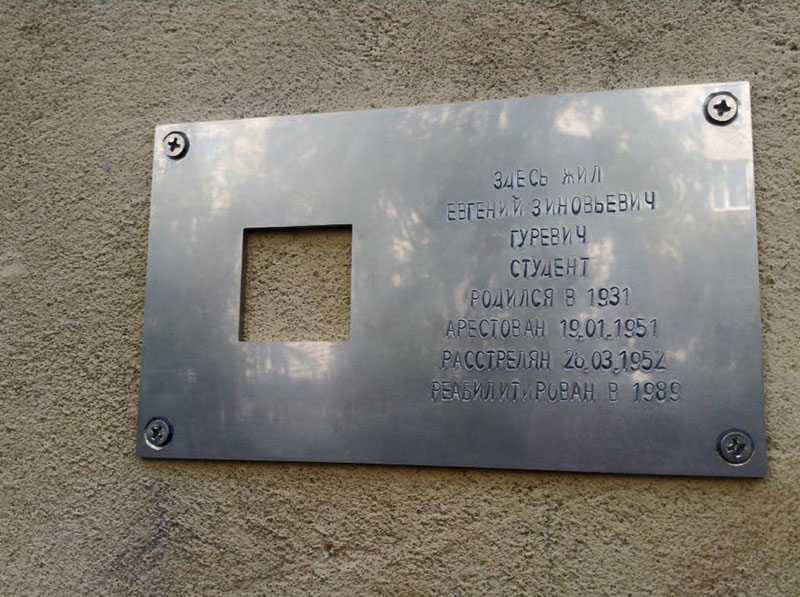 ЗДЕСЬ ЖИЛ
ЕВГЕНИЙ ЗИНОВЬЕВИЧ
ГУРЕВИЧ
СТУДЕНТ
РОДИЛСЯ В 1931
АРЕСТОВАН 19.01.1951
РАССТРЕЛЯН 26.03.1952
РЕАБИЛИТИРОВАН В 1989